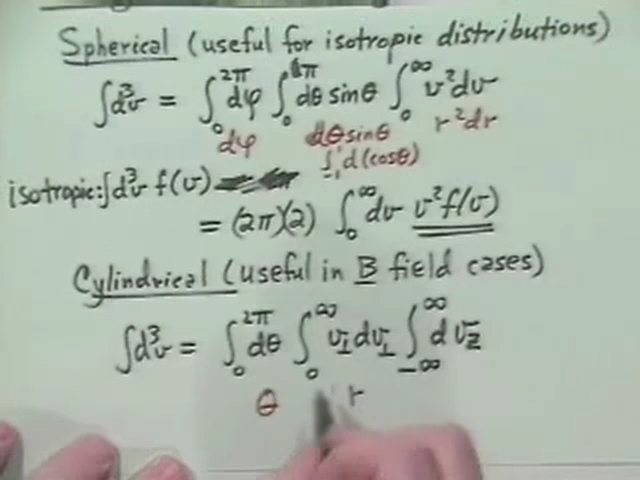 Spherical (useful for isotropic distributions)
∫d³v = ∫₀^2π dφ ∫₀^π dθ sinθ ∫₀^∞ v²dv
dφ dθ sinθ r²dr
∫₋₁¹ d(cosθ)
isotropic: ∫d³v f(v)
= (2π)(2) ∫₀^∞ dv v²f(v)
Cylindrical (useful in B field cases)
∫d³v = ∫₀^2π dθ ∫₀^∞ v⊥dv⊥ ∫₋∞^∞ dv_z
θ r